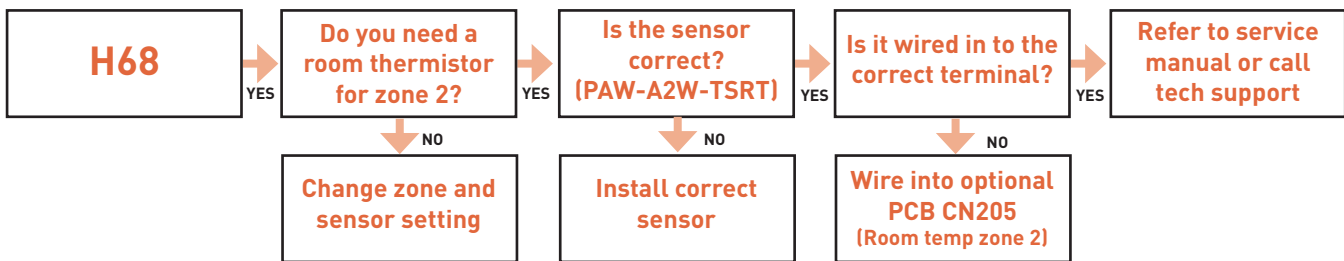 H68
YES
Do you need a
room thermistor
for zone 2?
YES
Is the sensor
correct?
(PAW-A2W-TSRT)
YES
Is it wired in to the
correct terminal?
YES
Refer to service
manual or call
tech support
NO
Change zone and
sensor setting
NO
Install correct
sensor
NO
Wire into optional
PCB CN205
(Room temp zone 2)